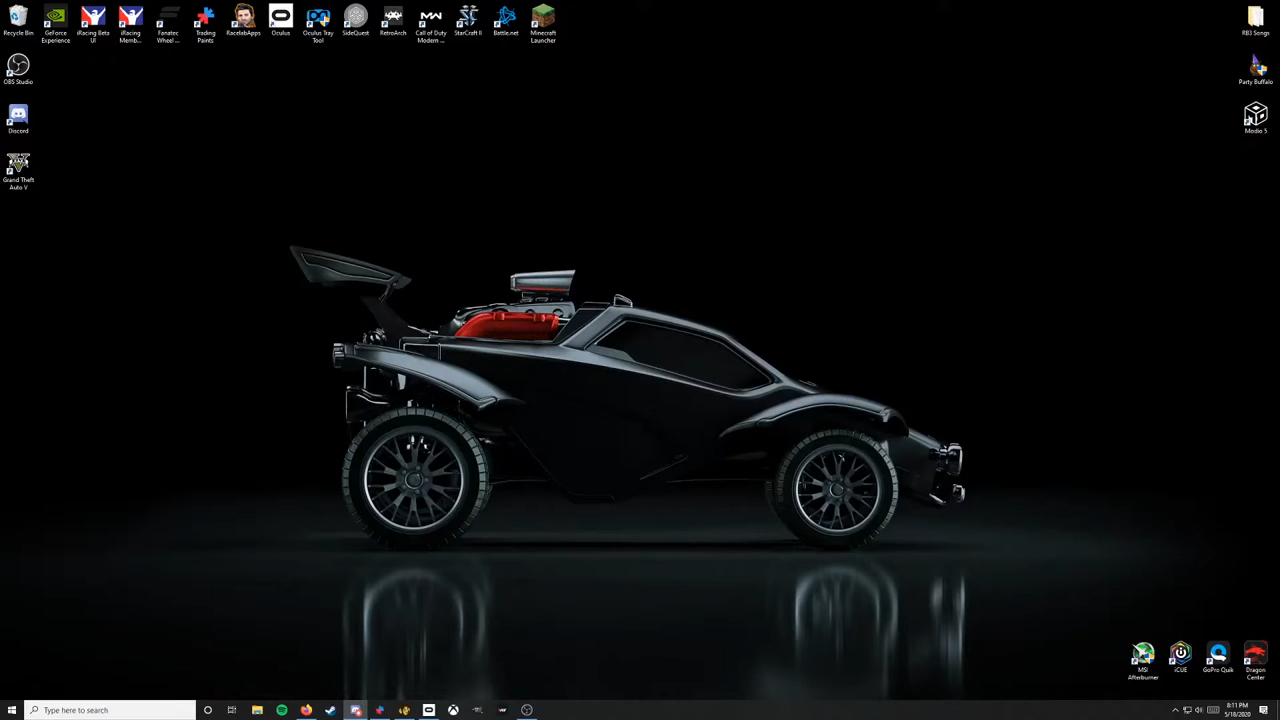 Recycle Bin
GeForce
Experience
iRacing Beta
UI
iRacing
Memb...
Fanatec
Wheel ...
Trading
Paints
RacelabApps
Oculus
Oculus Tray
Tool
SideQuest
RetroArch
Call of Duty
Modern ...
StarCraft II
Battle.net
Minecraft
Launcher
RB3 Songs
OBS Studio
Party Buffalo
Discord
Modio 5
Grand Theft
Auto V
MSI
Afterburner
iCUE
GoPro Quik
Dragon
Center
Type here to search
8:11 PM
5/18/2020